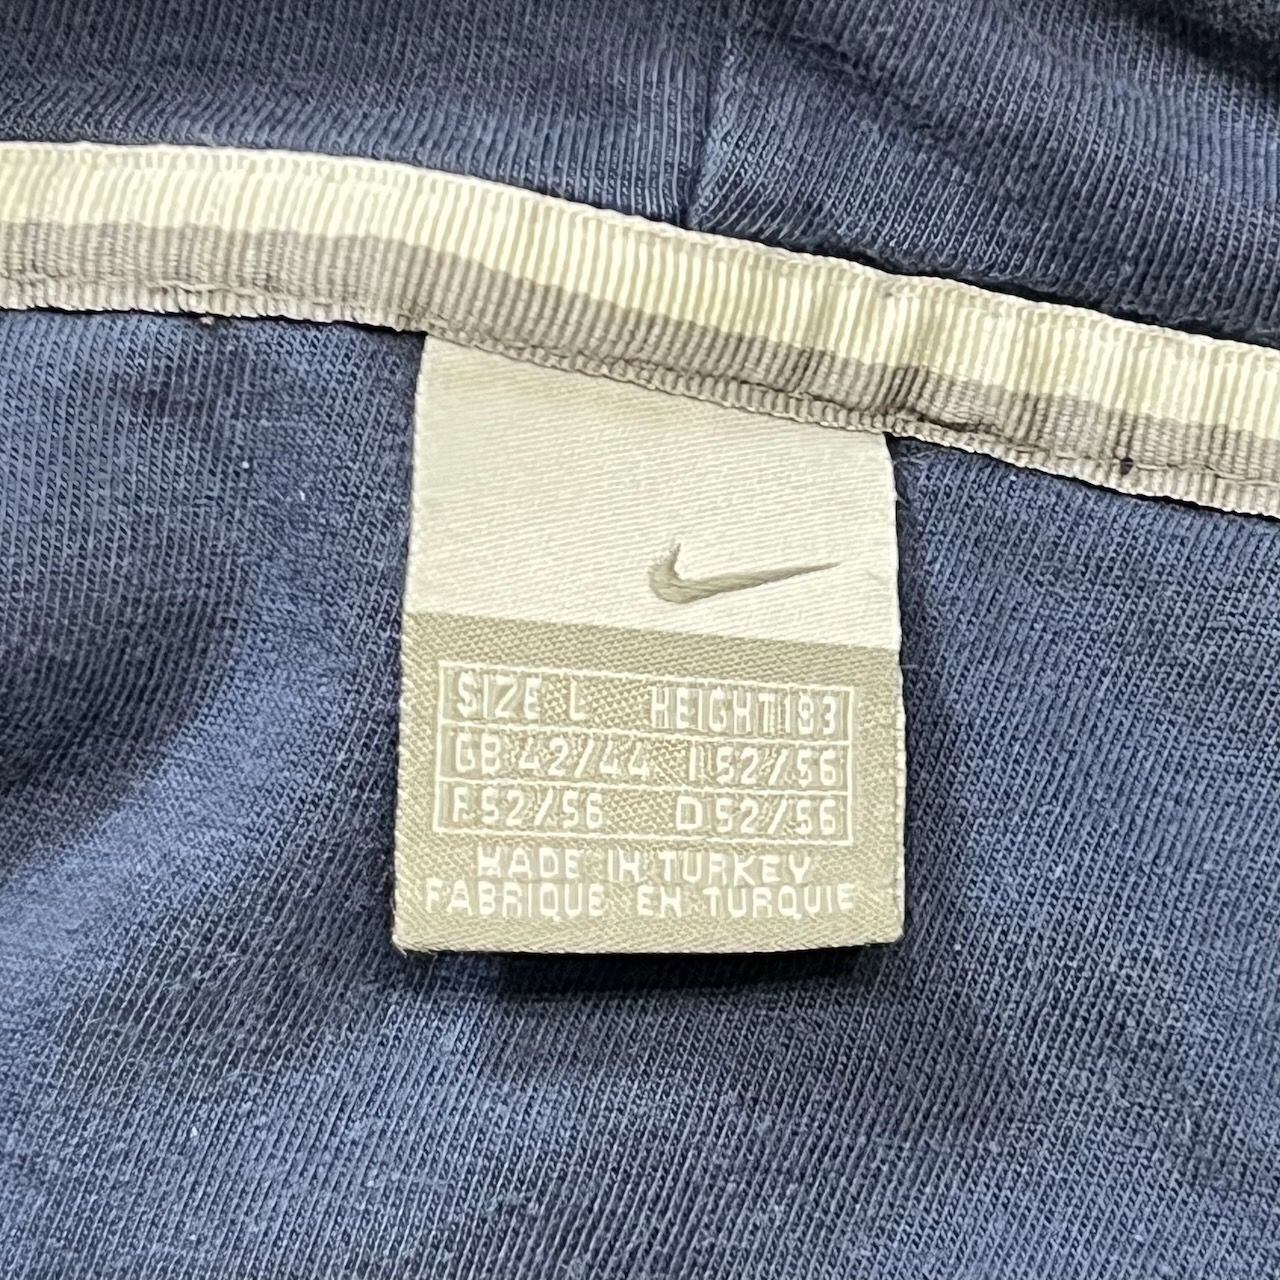 SIZE L HEIGHT 183
GB 42/44 I 52/56
F 52/56 D 52/56
MADE IN TURKEY
FABRIQUE EN TURQUIE